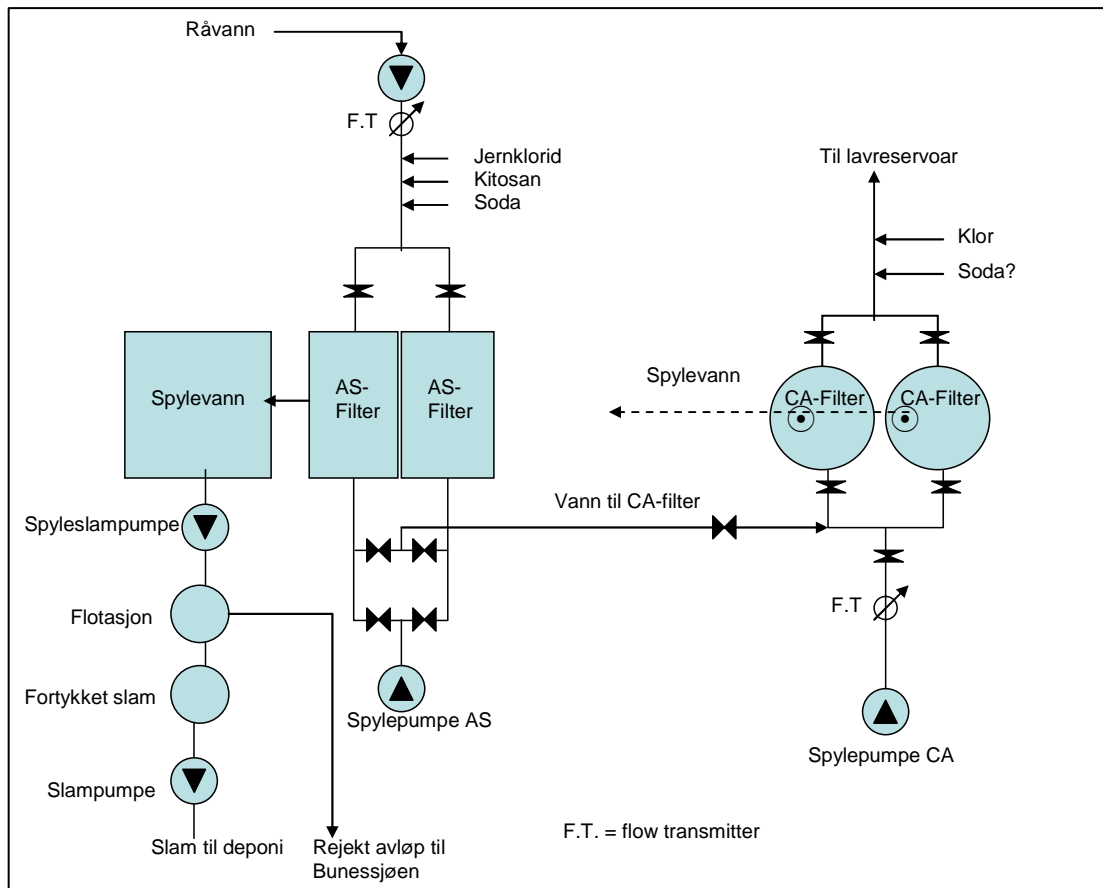 Råvann
F.T
Jernklorid
Kitosan
Soda
Til lavreservoar
Klor
Soda?
Spylevann
AS-
Filter
AS-
Filter
Spylevann
CA-Filter
CA-Filter
Spyleslampumpe
Vann til CA-filter
Flotasjon
F.T
Fortykket slam
Spylepumpe AS
Spylepumpe CA
Slampumpe
Slam til deponi
Rejekt avløp til
Bunessjøen
F.T. = flow transmitter